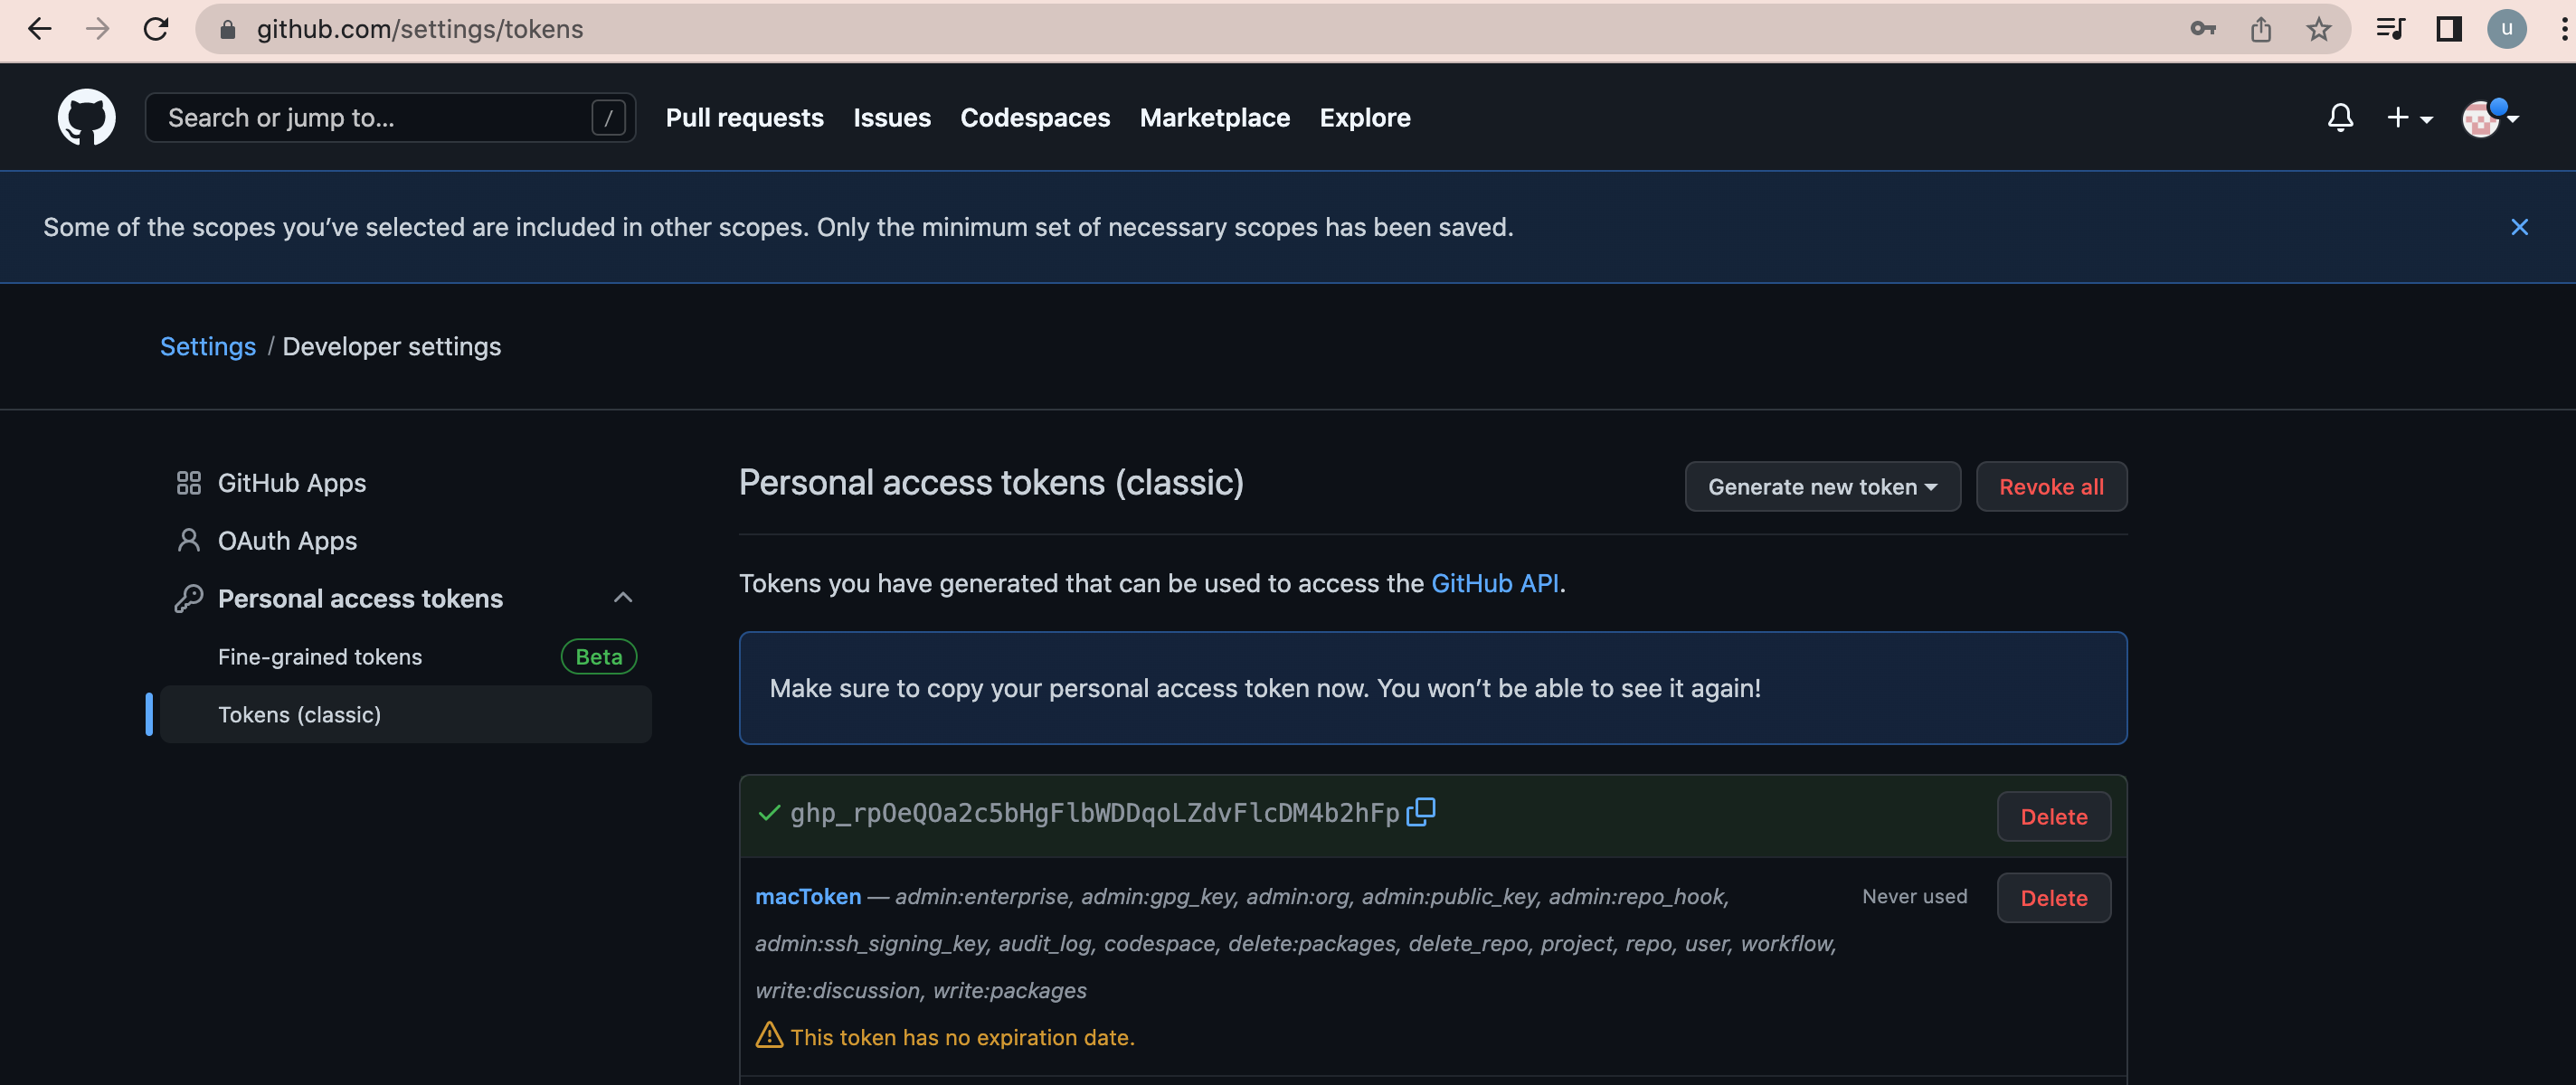 github.com/settings/tokens
u
Search or jump to...
/
Pull requests
Issues
Codespaces
Marketplace
Explore
Some of the scopes you’ve selected are included in other scopes. Only the minimum set of necessary scopes has been saved.
Settings / Developer settings
GitHub Apps
OAuth Apps
Personal access tokens
Fine-grained tokens
Beta
Tokens (classic)
Personal access tokens (classic)
Generate new token
Revoke all
Tokens you have generated that can be used to access the GitHub API.
Make sure to copy your personal access token now. You won’t be able to see it again!
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
Delete
macToken — admin:enterprise, admin:gpg_key, admin:org, admin:public_key, admin:repo_hook,
Never used
Delete
admin:ssh_signing_key, audit_log, codespace, delete:packages, delete_repo, project, repo, user, workflow,
write:discussion, write:packages
This token has no expiration date.